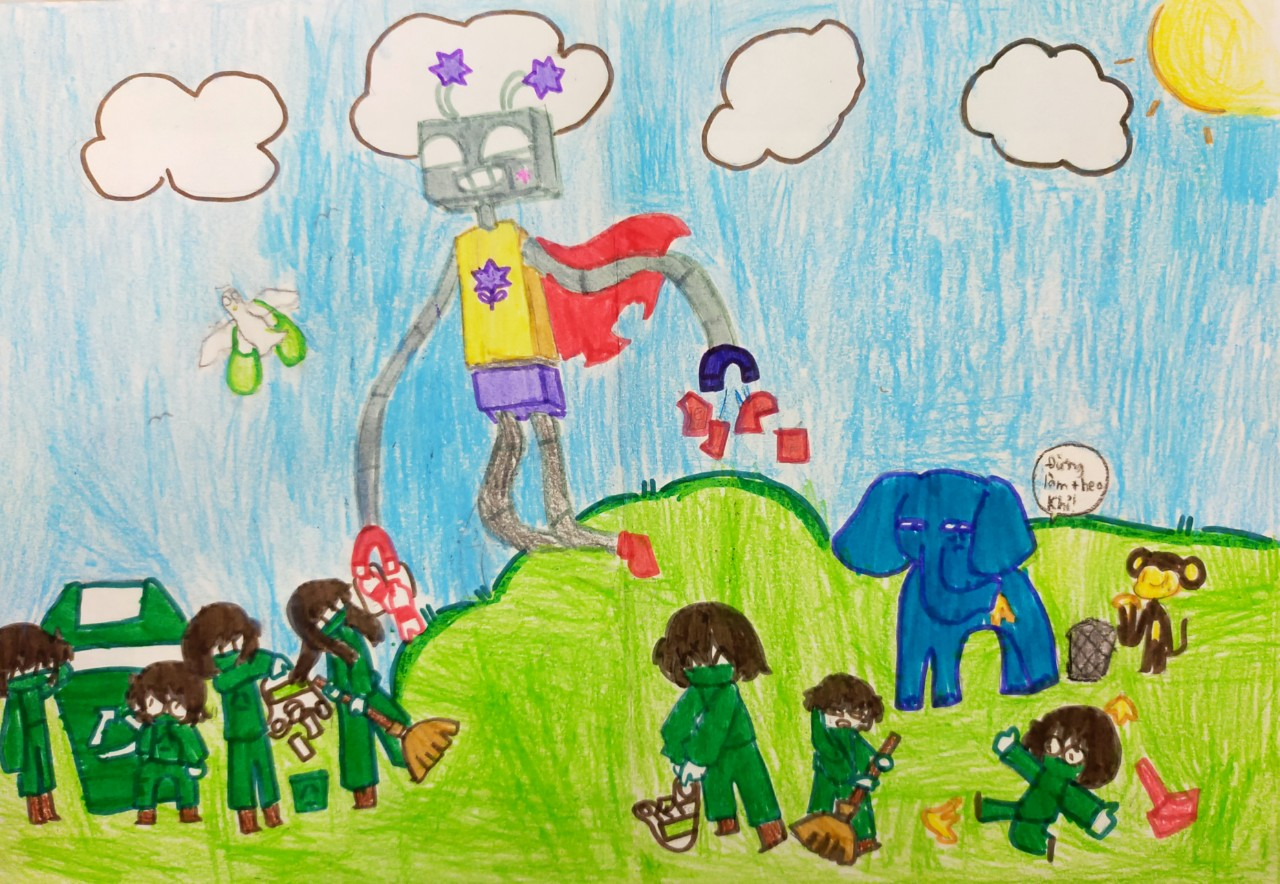 Đừng
làm theo
khỉ